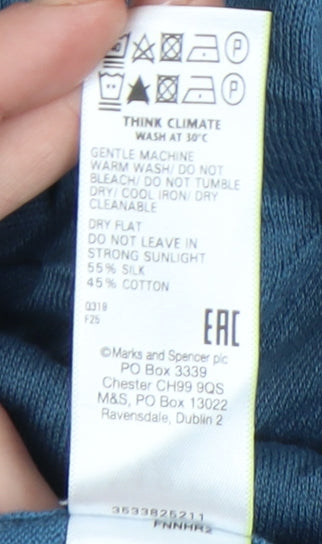 P
P
THINK CLIMATE
WASH AT 30°C
GENTLE MACHINE
WARM WASH/ DO NOT
BLEACH/ DO NOT TUMBLE
DRY/ COOL IRON/ DRY
CLEANABLE
DRY FLAT
DO NOT LEAVE IN
STRONG SUNLIGHT
55% SILK
45% COTTON
Q319
F25
EAC
©Marks and Spencer plc
PO Box 3339
Chester CH99 9QS
M&S, PO Box 13022
Ravensdale, Dublin 2
3533825211
FNNHR2